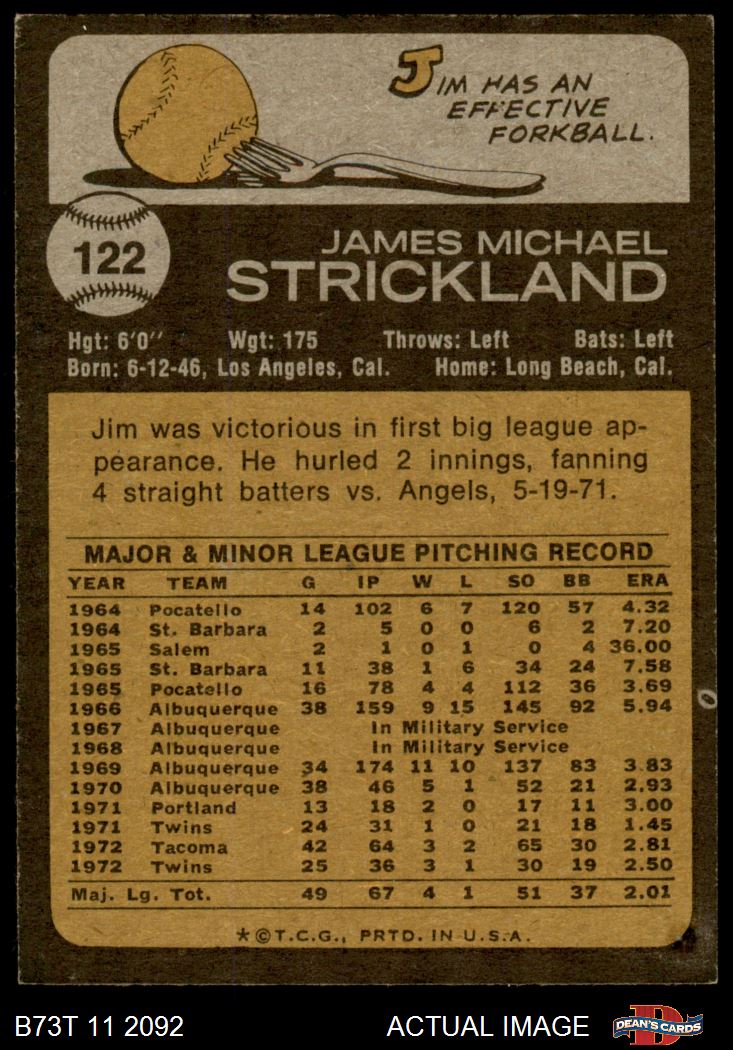 JIM HAS AN
EFFECTIVE
FORKBALL.
122
JAMES MICHAEL
STRICKLAND
Hgt: 6'0'' Wgt: 175 Throws: Left Bats: Left
Born: 6-12-46, Los Angeles, Cal. Home: Long Beach, Cal.
Jim was victorious in first big league ap-
pearance. He hurled 2 innings, fanning
4 straight batters vs. Angels, 5-19-71.
MAJOR & MINOR LEAGUE PITCHING RECORD
YEAR TEAM G IP W L SO BB ERA
1964 Pocatello 14 102 6 7 120 57 4.32
1964 St. Barbara 2 5 0 0 6 2 7.20
1965 Salem 2 1 0 1 0 4 36.00
1965 St. Barbara 11 38 1 6 34 24 7.58
1965 Pocatello 16 78 4 4 112 36 3.69
1966 Albuquerque 38 159 9 15 145 92 5.94
1967 Albuquerque In Military Service
1968 Albuquerque In Military Service
1969 Albuquerque 34 174 11 10 137 83 3.83
1970 Albuquerque 38 46 5 1 52 21 2.93
1971 Portland 13 18 2 0 17 11 3.00
1971 Twins 24 31 1 0 21 18 1.45
1972 Tacoma 42 64 3 2 65 30 2.81
1972 Twins 25 36 3 1 30 19 2.50
Maj. Lg. Tot. 49 67 4 1 51 37 2.01
*©T.C.G., PRTD. IN U.S.A.
B73T 11 2092 ACTUAL IMAGE D DEAN'S CARDS